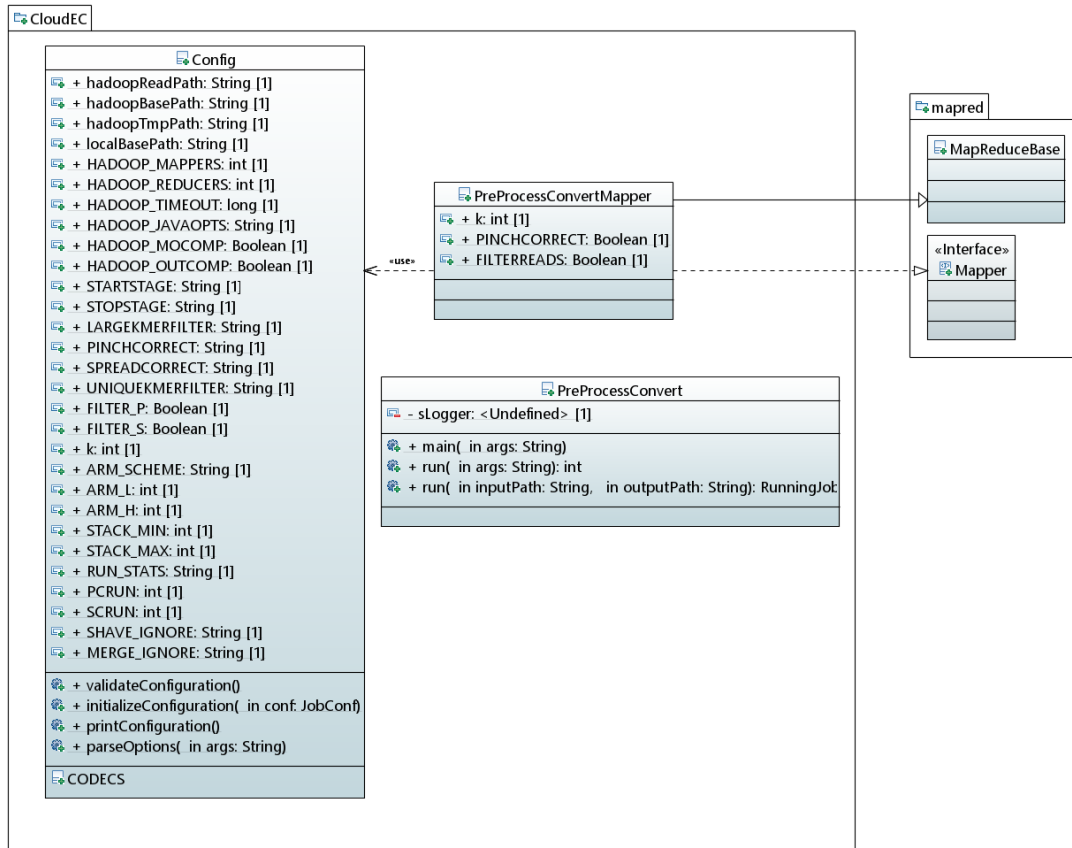 CloudEC
Config
+ hadoopReadPath: String [1]
+ hadoopBasePath: String [1]
+ hadoopTmpPath: String [1]
+ localBasePath: String [1]
+ HADOOP_MAPPERS: int [1]
+ HADOOP_REDUCERS: int [1]
+ HADOOP_TIMEOUT: long [1]
+ HADOOP_JAVAOPTS: String [1]
+ HADOOP_MOCOMP: Boolean [1]
+ HADOOP_OUTCOMP: Boolean [1]
+ STARTSTAGE: String [1]
+ STOPSTAGE: String [1]
+ LARGEKMERFILTER: String [1]
+ PINCHCORRECT: String [1]
+ SPREADCORRECT: String [1]
+ UNIQUEKMERFILTER: String [1]
+ FILTER_P: Boolean [1]
+ FILTER_S: Boolean [1]
+ k: int [1]
+ ARM_SCHEME: String [1]
+ ARM_L: int [1]
+ ARM_H: int [1]
+ STACK_MIN: int [1]
+ STACK_MAX: int [1]
+ RUN_STATS: String [1]
+ PCRUN: int [1]
+ SCRUN: int [1]
+ SHAVE_IGNORE: String [1]
+ MERGE_IGNORE: String [1]
+ validateConfiguration()
+ initializeConfiguration( in conf: JobConf)
+ printConfiguration()
+ parseOptions( in args: String)
CODECS
«use»
PreProcessConvertMapper
+ k: int [1]
+ PINCHCORRECT: Boolean [1]
+ FILTERREADS: Boolean [1]
PreProcessConvert
- sLogger: <Undefined> [1]
+ main( in args: String)
+ run( in args: String): int
+ run( in inputPath: String, in outputPath: String): RunningJob
mapred
MapReduceBase
«Interface»
Mapper